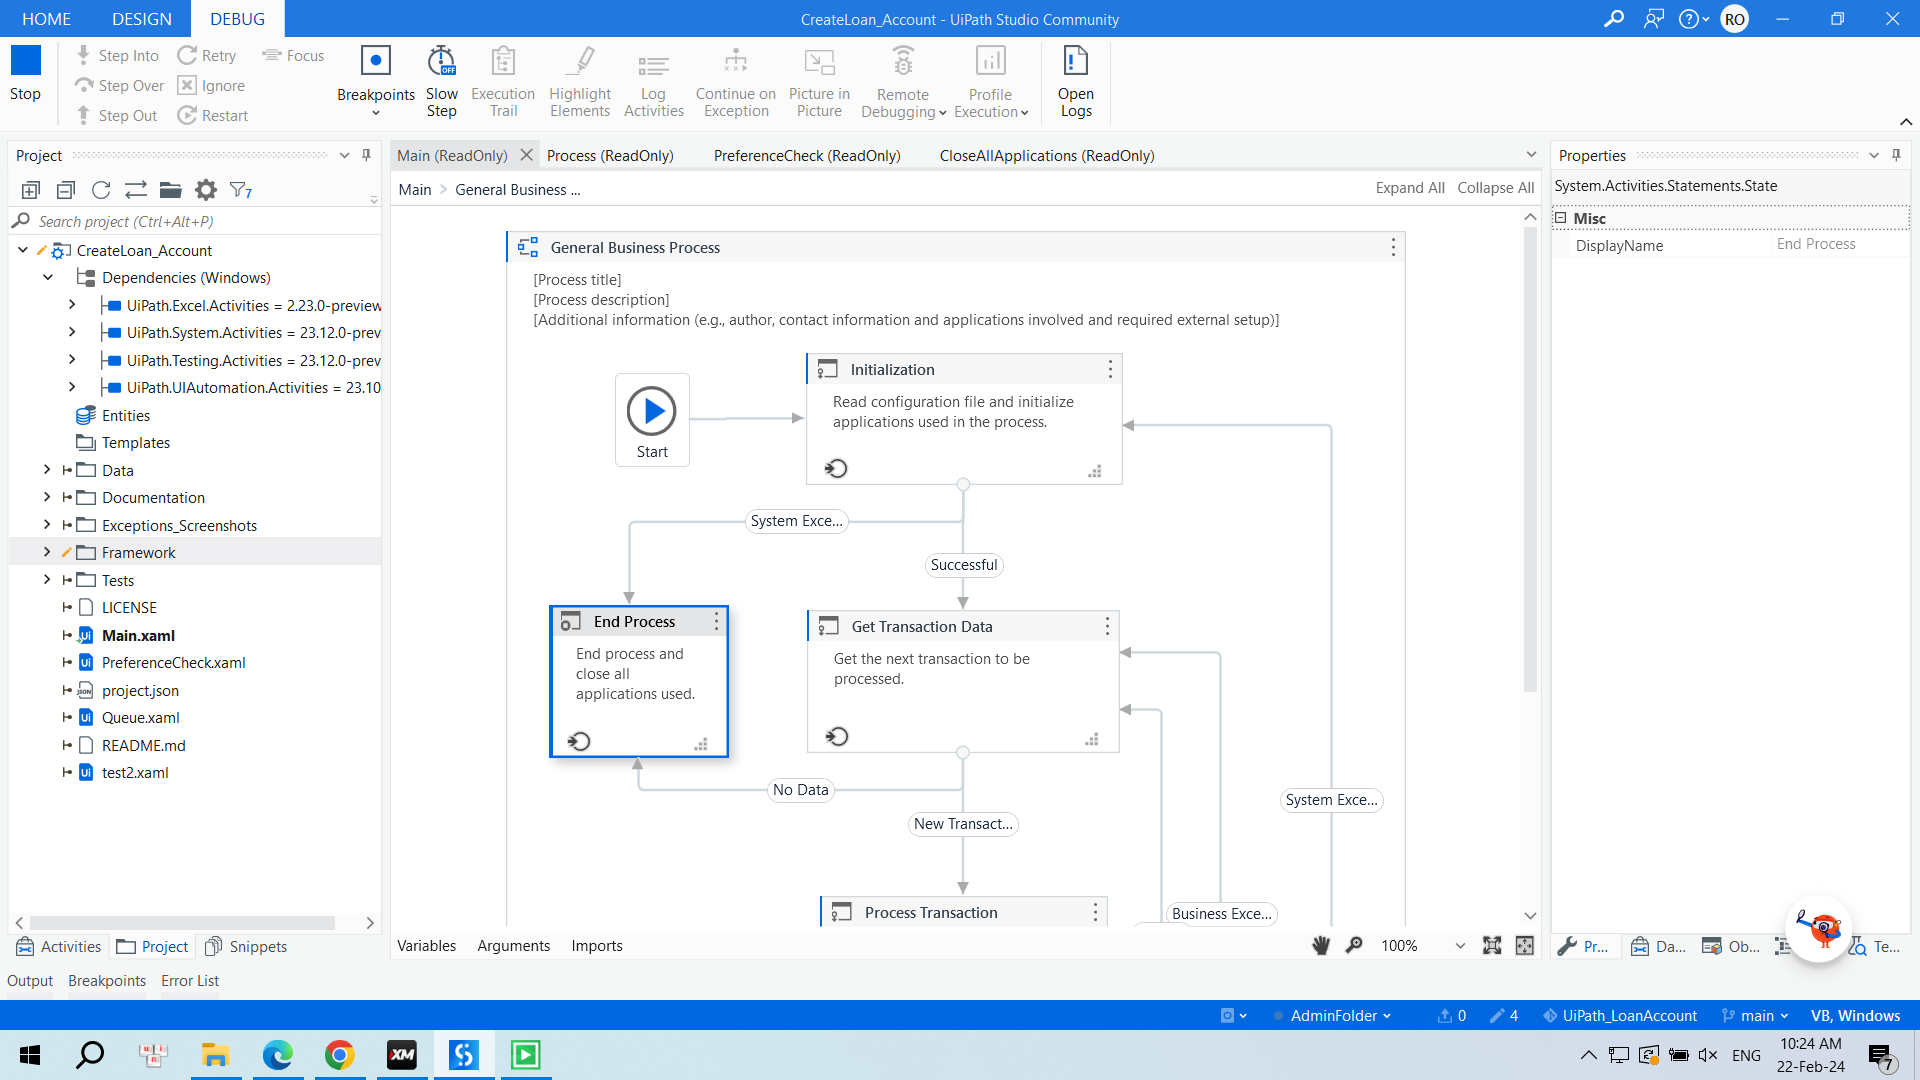 HOME DESIGN DEBUG
CreateLoan_Account - UiPath Studio Community
RO
Stop
Step Into
Step Over
Step Out
Retry
Ignore
Restart
Focus
Breakpoints
Slow
Step
OFF
Execution
Trail
Highlight
Elements
Log
Activities
Continue on
Exception
Picture in
Picture
Remote
Debugging
Profile
Execution
Open
Logs
Project
7
Search project (Ctrl+Alt+P)
CreateLoan_Account
Dependencies (Windows)
UiPath.Excel.Activities = 2.23.0-preview
UiPath.System.Activities = 23.12.0-prev
UiPath.Testing.Activities = 23.12.0-prev
UiPath.UIAutomation.Activities = 23.10
Entities
Templates
Data
Documentation
Exceptions_Screenshots
Framework
Tests
LICENSE
Main.xaml
PreferenceCheck.xaml
project.json
Queue.xaml
README.md
test2.xaml
Activities Project Snippets
Main (ReadOnly) Process (ReadOnly) PreferenceCheck (ReadOnly) CloseAllApplications (ReadOnly)
Main > General Business ...
Expand All Collapse All
General Business Process
[Process title]
[Process description]
[Additional information (e.g., author, contact information and applications involved and required external setup)]
Start
Initialization
Read configuration file and initialize
applications used in the process.
System Exce...
Successful
End Process
End process and
close all
applications used.
Get Transaction Data
Get the next transaction to be
processed.
No Data
New Transact...
System Exce...
Process Transaction
Business Exce...
Variables Arguments Imports
100%
Properties
System.Activities.Statements.State
Misc
DisplayName End Process
Pr... Da... Ob... Te...
Output Breakpoints Error List
AdminFolder 0 4 UiPath_LoanAccount main VB, Windows
XM
ENG
10:24 AM
22-Feb-24
7